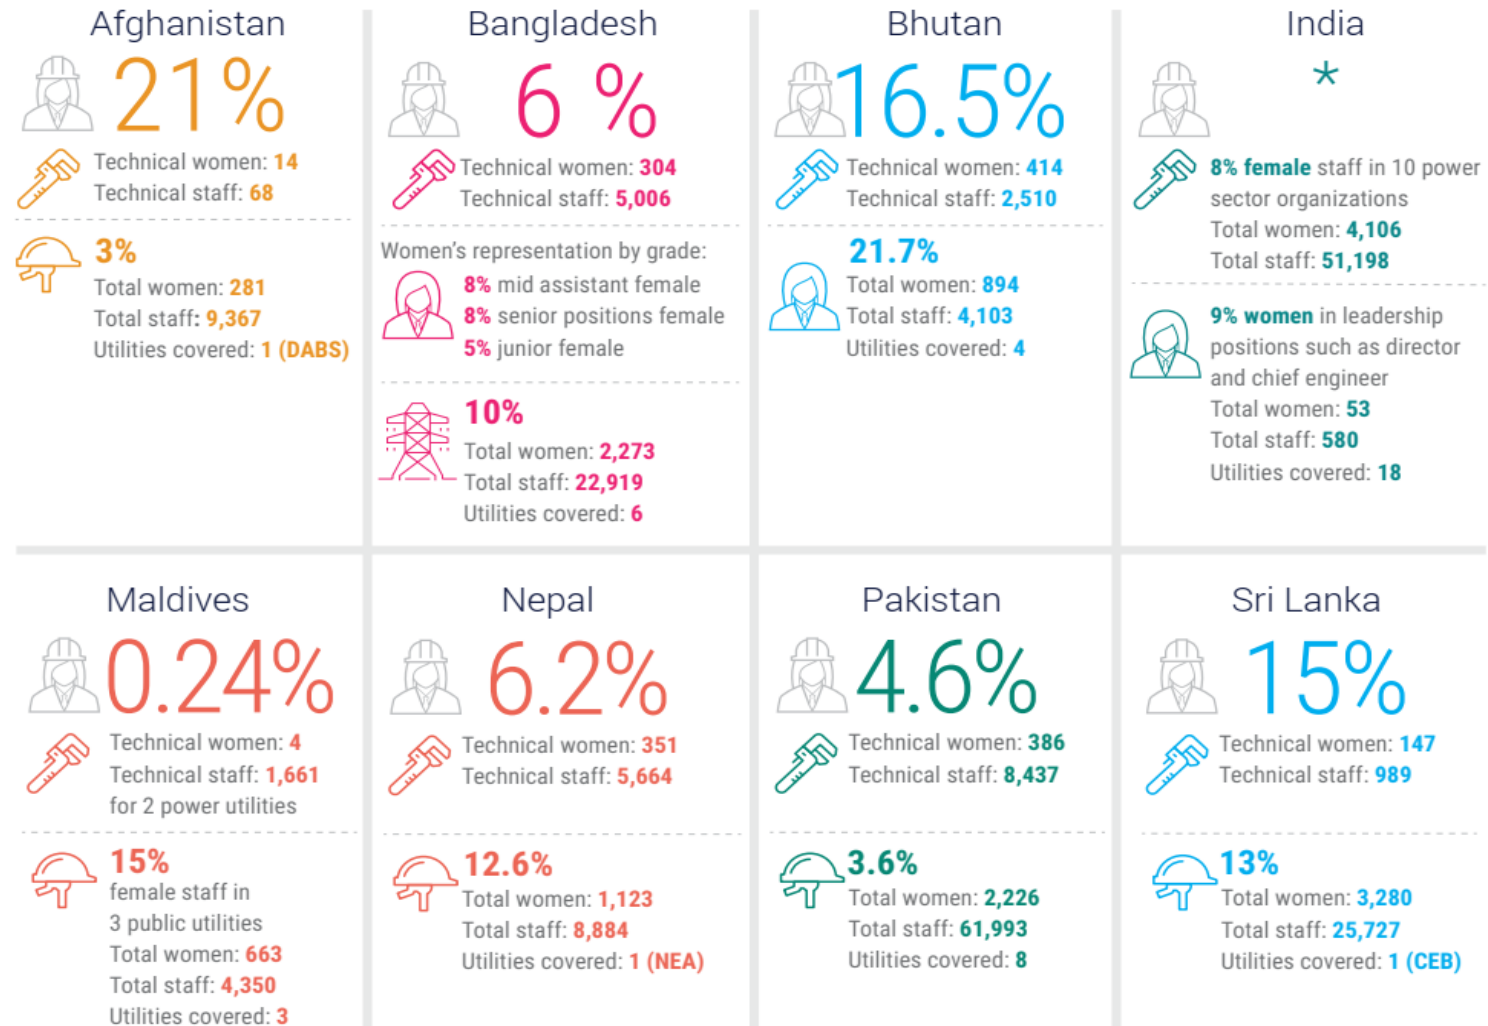 Afghanistan
21%
Technical women: 14
Technical staff: 68
3%
Total women: 281
Total staff: 9,367
Utilities covered: 1 (DABS)
Bangladesh
6 %
Technical women: 304
Technical staff: 5,006
Women's representation by grade:
8% mid assistant female
8% senior positions female
5% junior female
10%
Total women: 2,273
Total staff: 22,919
Utilities covered: 6
Bhutan
16.5%
Technical women: 414
Technical staff: 2,510
21.7%
Total women: 894
Total staff: 4,103
Utilities covered: 4
India
*
8% female staff in 10 power
sector organizations
Total women: 4,106
Total staff: 51,198
9% women in leadership
positions such as director
and chief engineer
Total women: 53
Total staff: 580
Utilities covered: 18
Maldives
0.24%
Technical women: 4
Technical staff: 1,661
for 2 power utilities
15%
female staff in
3 public utilities
Total women: 663
Total staff: 4,350
Utilities covered: 3
Nepal
6.2%
Technical women: 351
Technical staff: 5,664
12.6%
Total women: 1,123
Total staff: 8,884
Utilities covered: 1 (NEA)
Pakistan
4.6%
Technical women: 386
Technical staff: 8,437
3.6%
Total women: 2,226
Total staff: 61,993
Utilities covered: 8
Sri Lanka
15%
Technical women: 147
Technical staff: 989
13%
Total women: 3,280
Total staff: 25,727
Utilities covered: 1 (CEB)